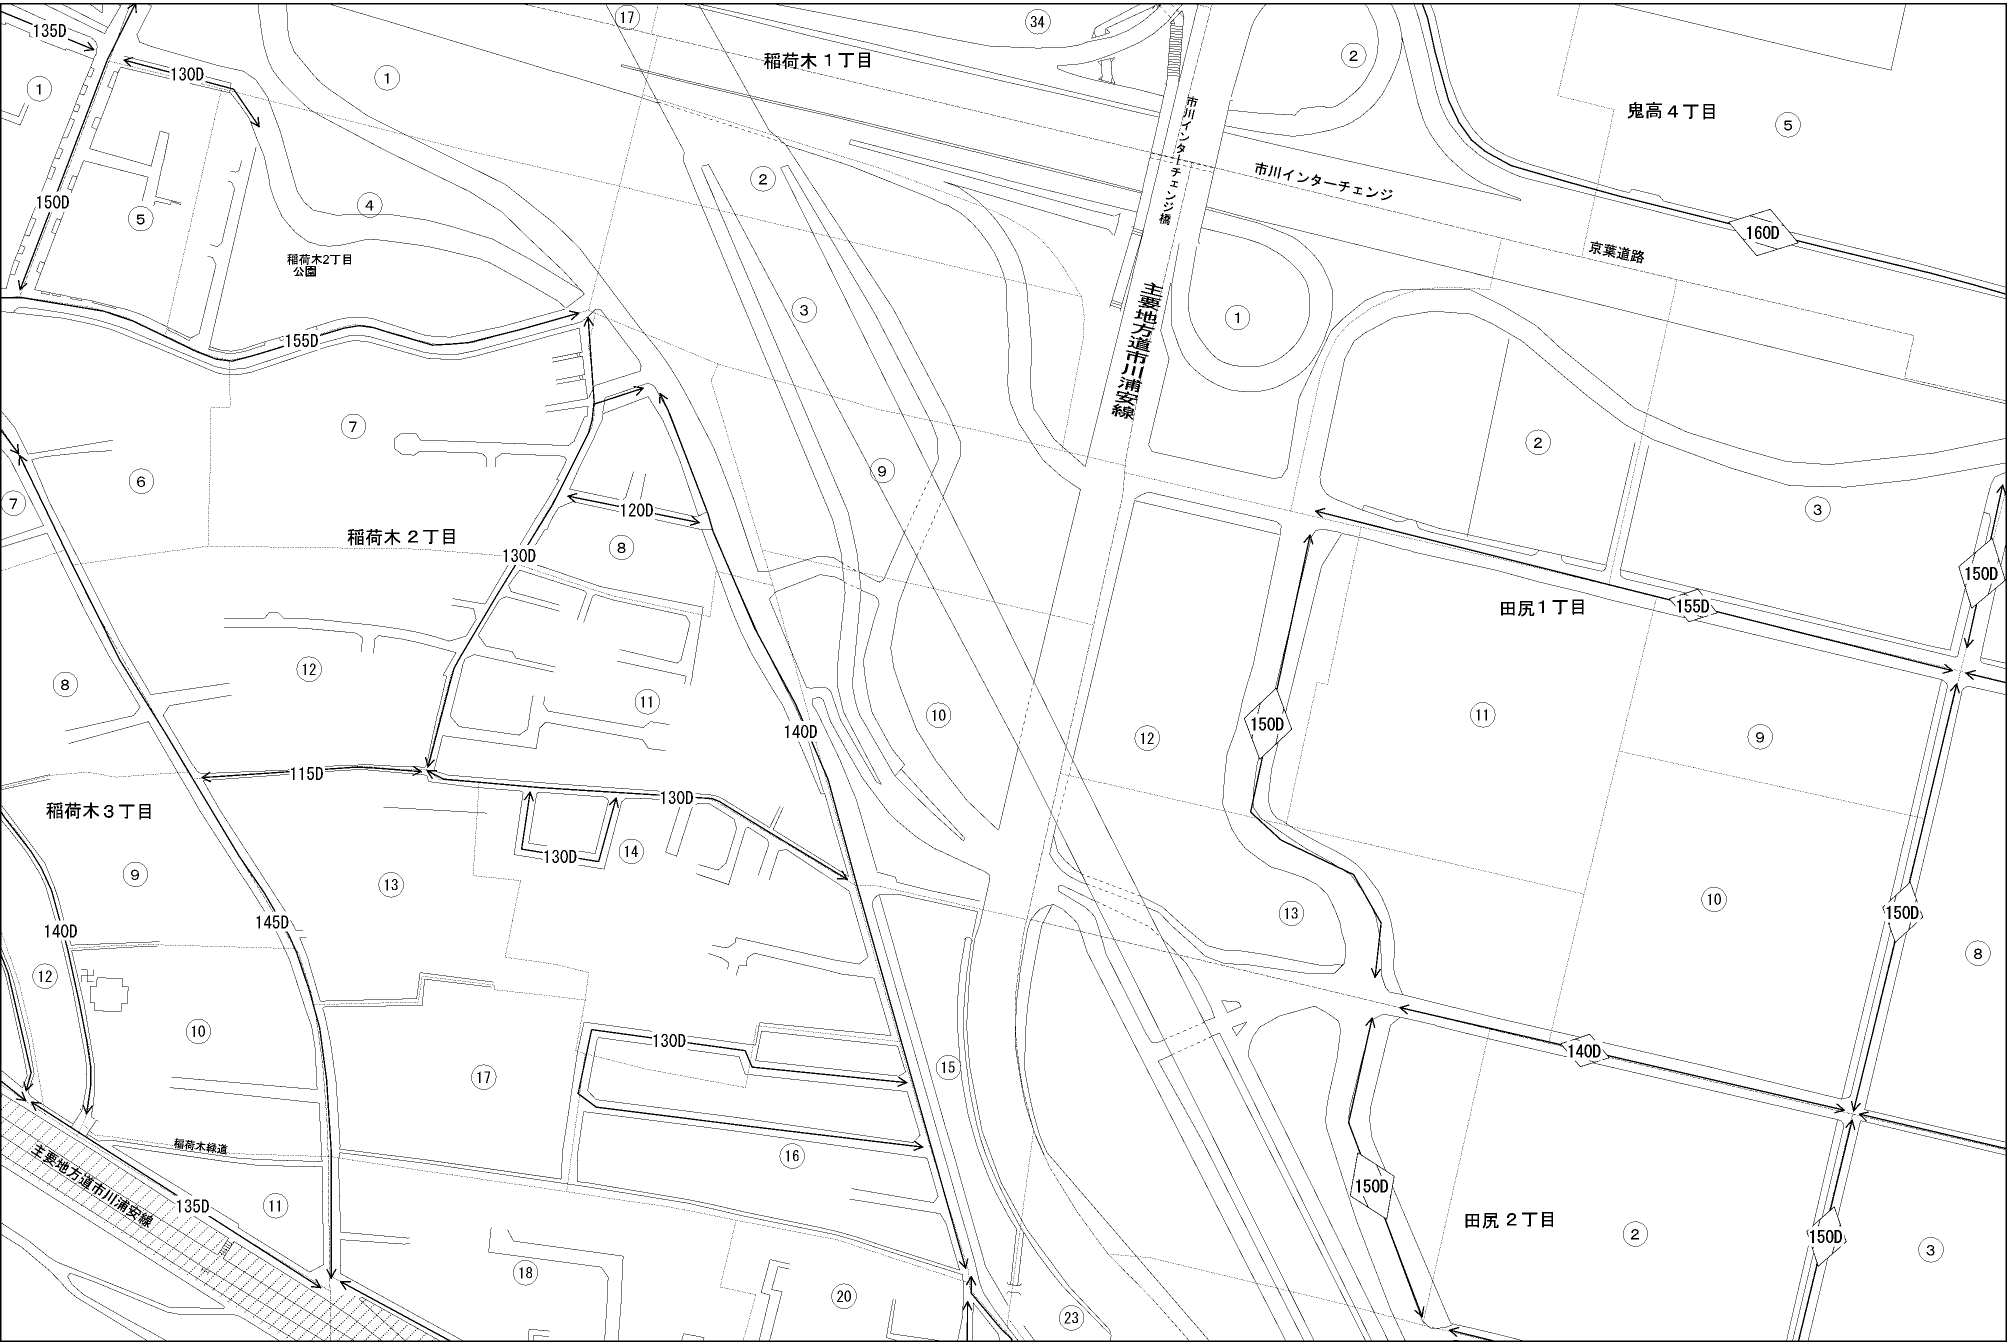 17
34
135D
稲荷木１丁目
130D
1
1
2
市川インターチェンジ橋
鬼高４丁目
5
2
市川インターチェンジ
150D
5
4
160D
京葉道路
稲荷木2丁目
公園
主要地方道市川浦安線
3
1
155D
7
9
2
6
7
3
120D
稲荷木２丁目
8
130D
150D
155D
田尻１丁目
12
8
11
10
11
150D
12
9
140D
115D
130D
稲荷木３丁目
130D
14
9
13
10
145D
13
150D
140D
8
12
10
130D
140D
15
17
稲荷木緑道
16
主要地方道市川浦安線
150D
135D
11
田尻２丁目
2
150D
3
18
20
23